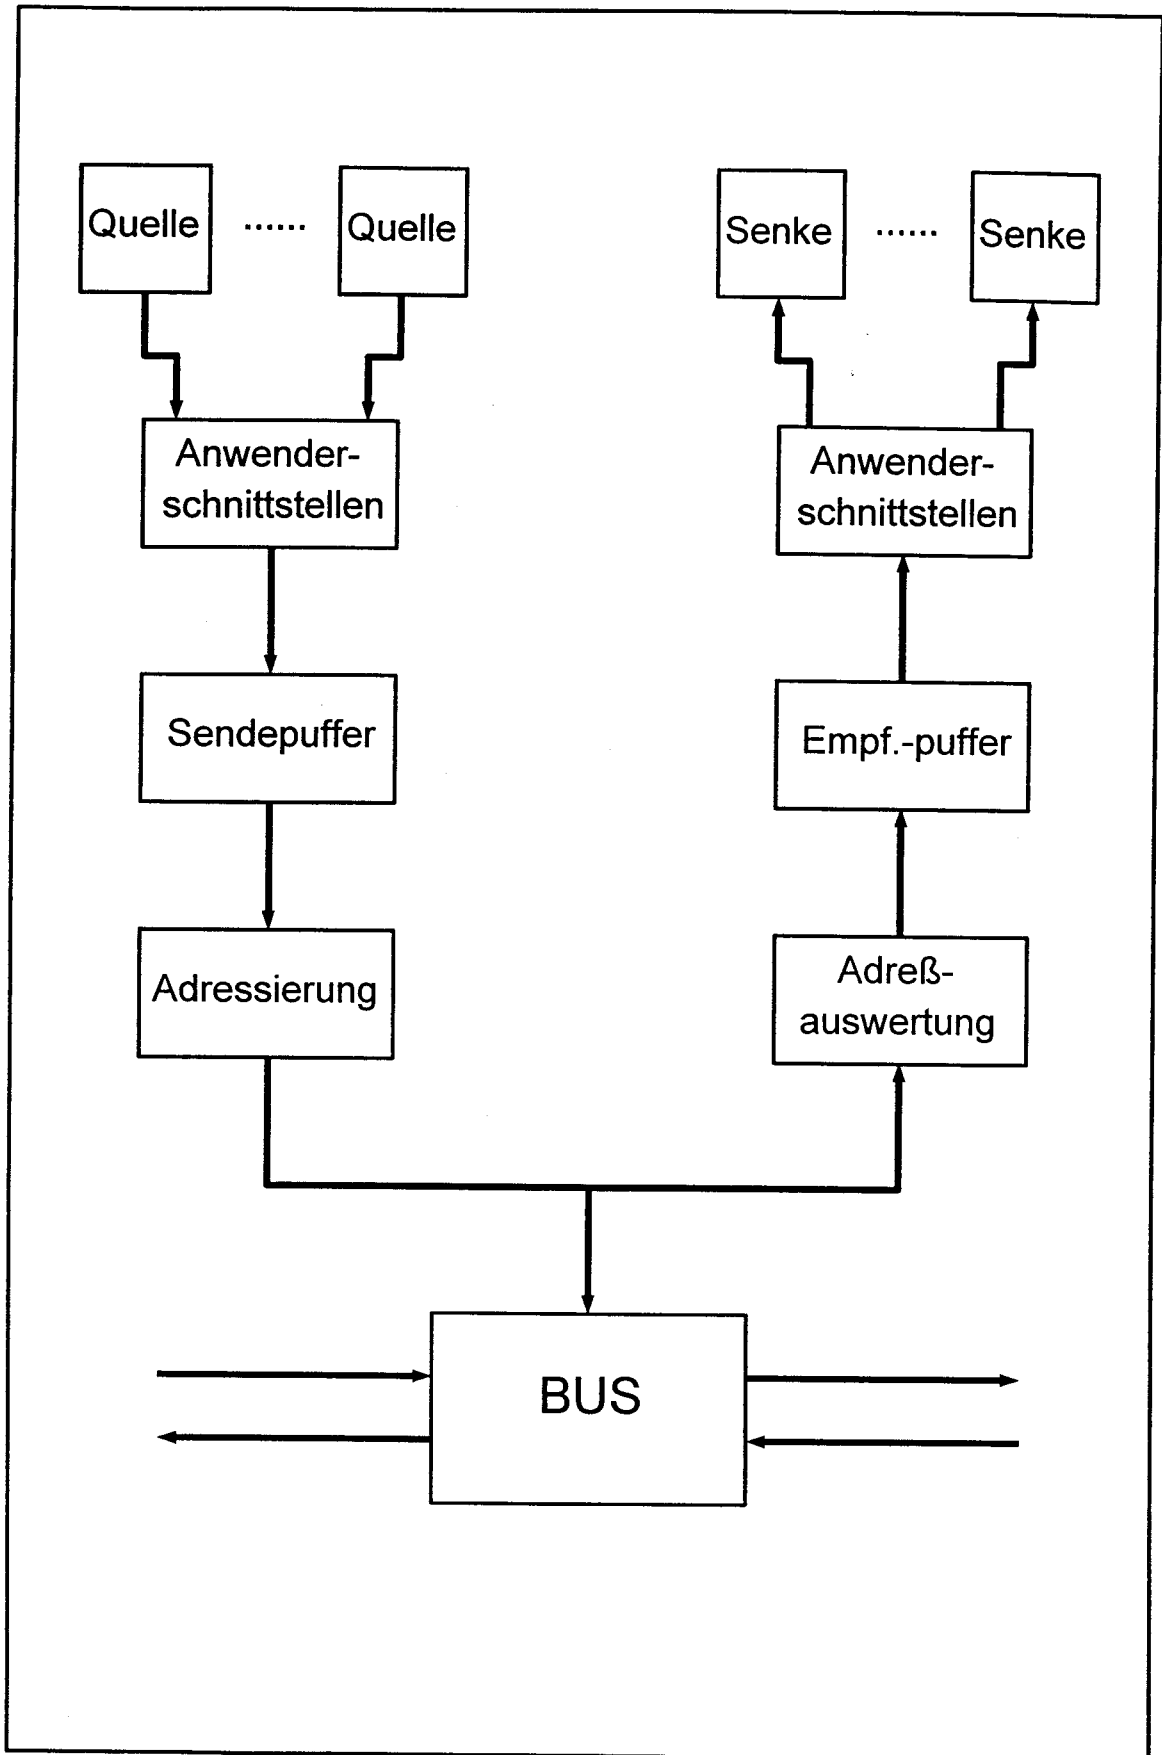 Quelle ...... Quelle
Senke ...... Senke
Anwender-
schnittstellen
Anwender-
schnittstellen
Sendepuffer
Empf.-puffer
Adressierung
Adreß-
auswertung
BUS